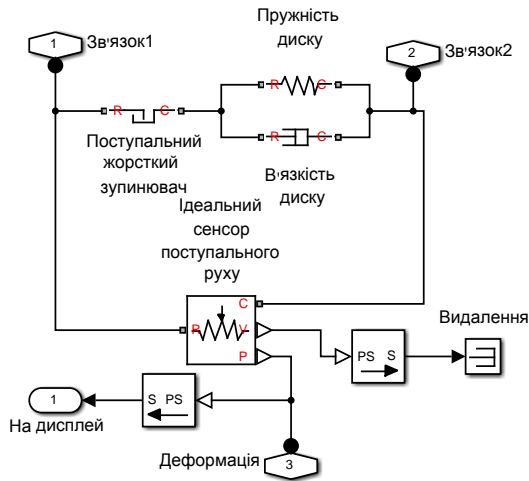 Пружність
диску
1
Зв'язок1
2
Зв'язок2
R
C
R
C
R
C
Поступальний
жорсткий
зупинювач
В'язкість
диску
Ідеальний
сенсор
поступального
руху
C
R
V
P
Видалення
PS S
1
S PS
На дисплей
Деформація
3